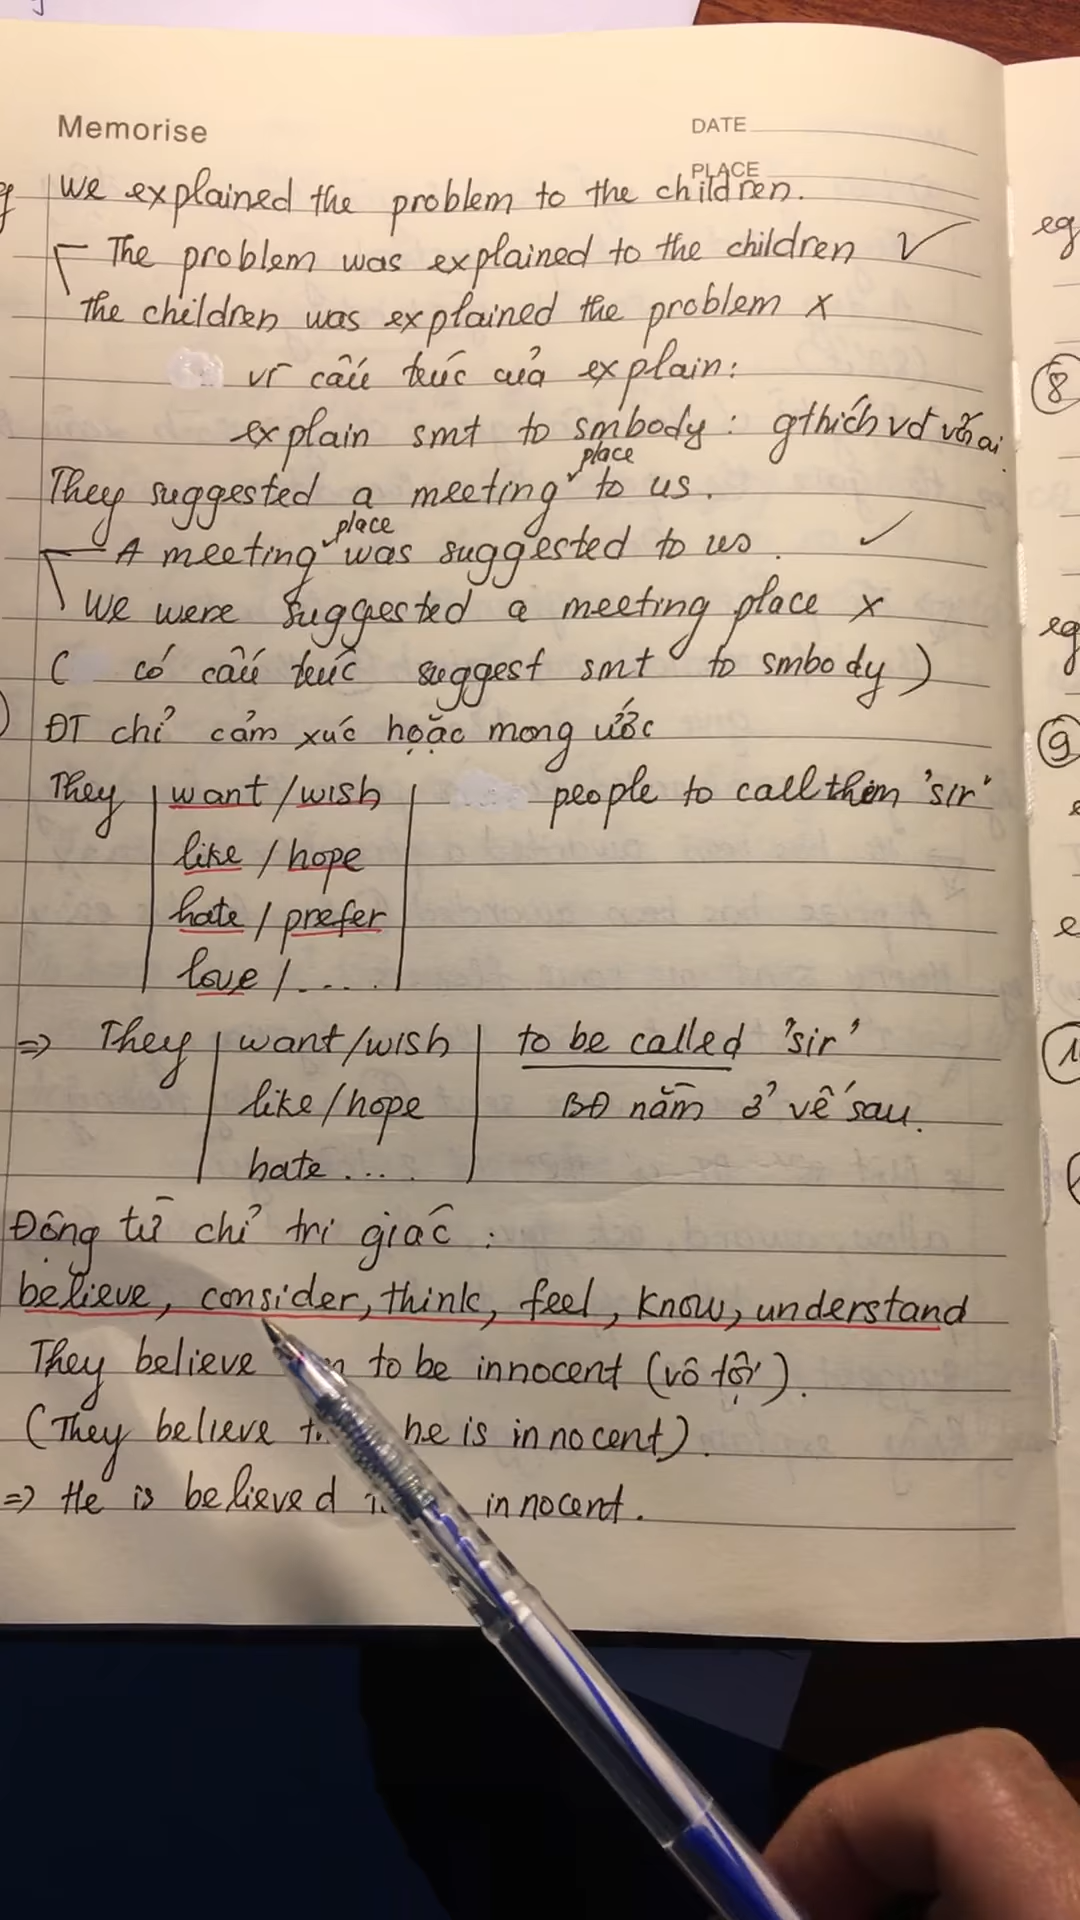 Memorise
DATE
PLACE
we explained the problem to the children.
The problem was explained to the children ✓
the children was explained the problem x
vì cấu trúc của explain:
explain smt to smbody : gthích vđ với ai.
place
They suggested a meeting to us.
place
A meeting was suggested to us. ✓
we were suggested a meeting place x
( có cấu trúc suggest smt to smbody )
ĐT chỉ cảm xúc hoặc mong ước
They | want / wish | people to call them 'sir'
like / hope
hate / prefer
love / ....
=> They | want/wish | to be called 'sir'
like/hope BĐ nằm ở vế sau.
hate ...
Động từ chỉ tri giác :
believe, consider, think, feel, know, understand
They believe to be innocent (vô tội).
(They believe he is innocent).
=> He is believed innocent.
eg
8
eg
9